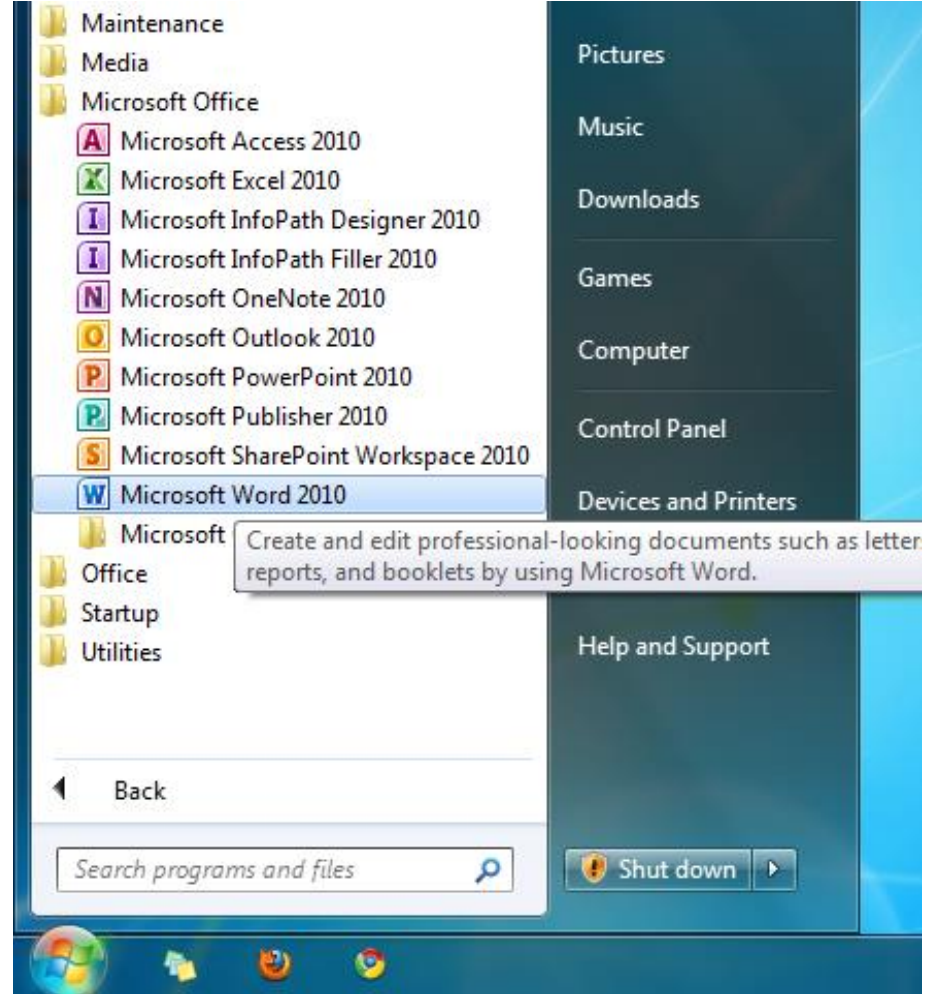 Maintenance
Media
Microsoft Office
Microsoft Access 2010
Microsoft Excel 2010
Microsoft InfoPath Designer 2010
Microsoft InfoPath Filler 2010
Microsoft OneNote 2010
Microsoft Outlook 2010
Microsoft PowerPoint 2010
Microsoft Publisher 2010
Microsoft SharePoint Workspace 2010
Microsoft Word 2010
Microsoft
Create and edit professional-looking documents such as letter
reports, and booklets by using Microsoft Word.
Office
Startup
Utilities
Back
Search programs and files
Pictures
Music
Downloads
Games
Computer
Control Panel
Devices and Printers
Help and Support
Shut down